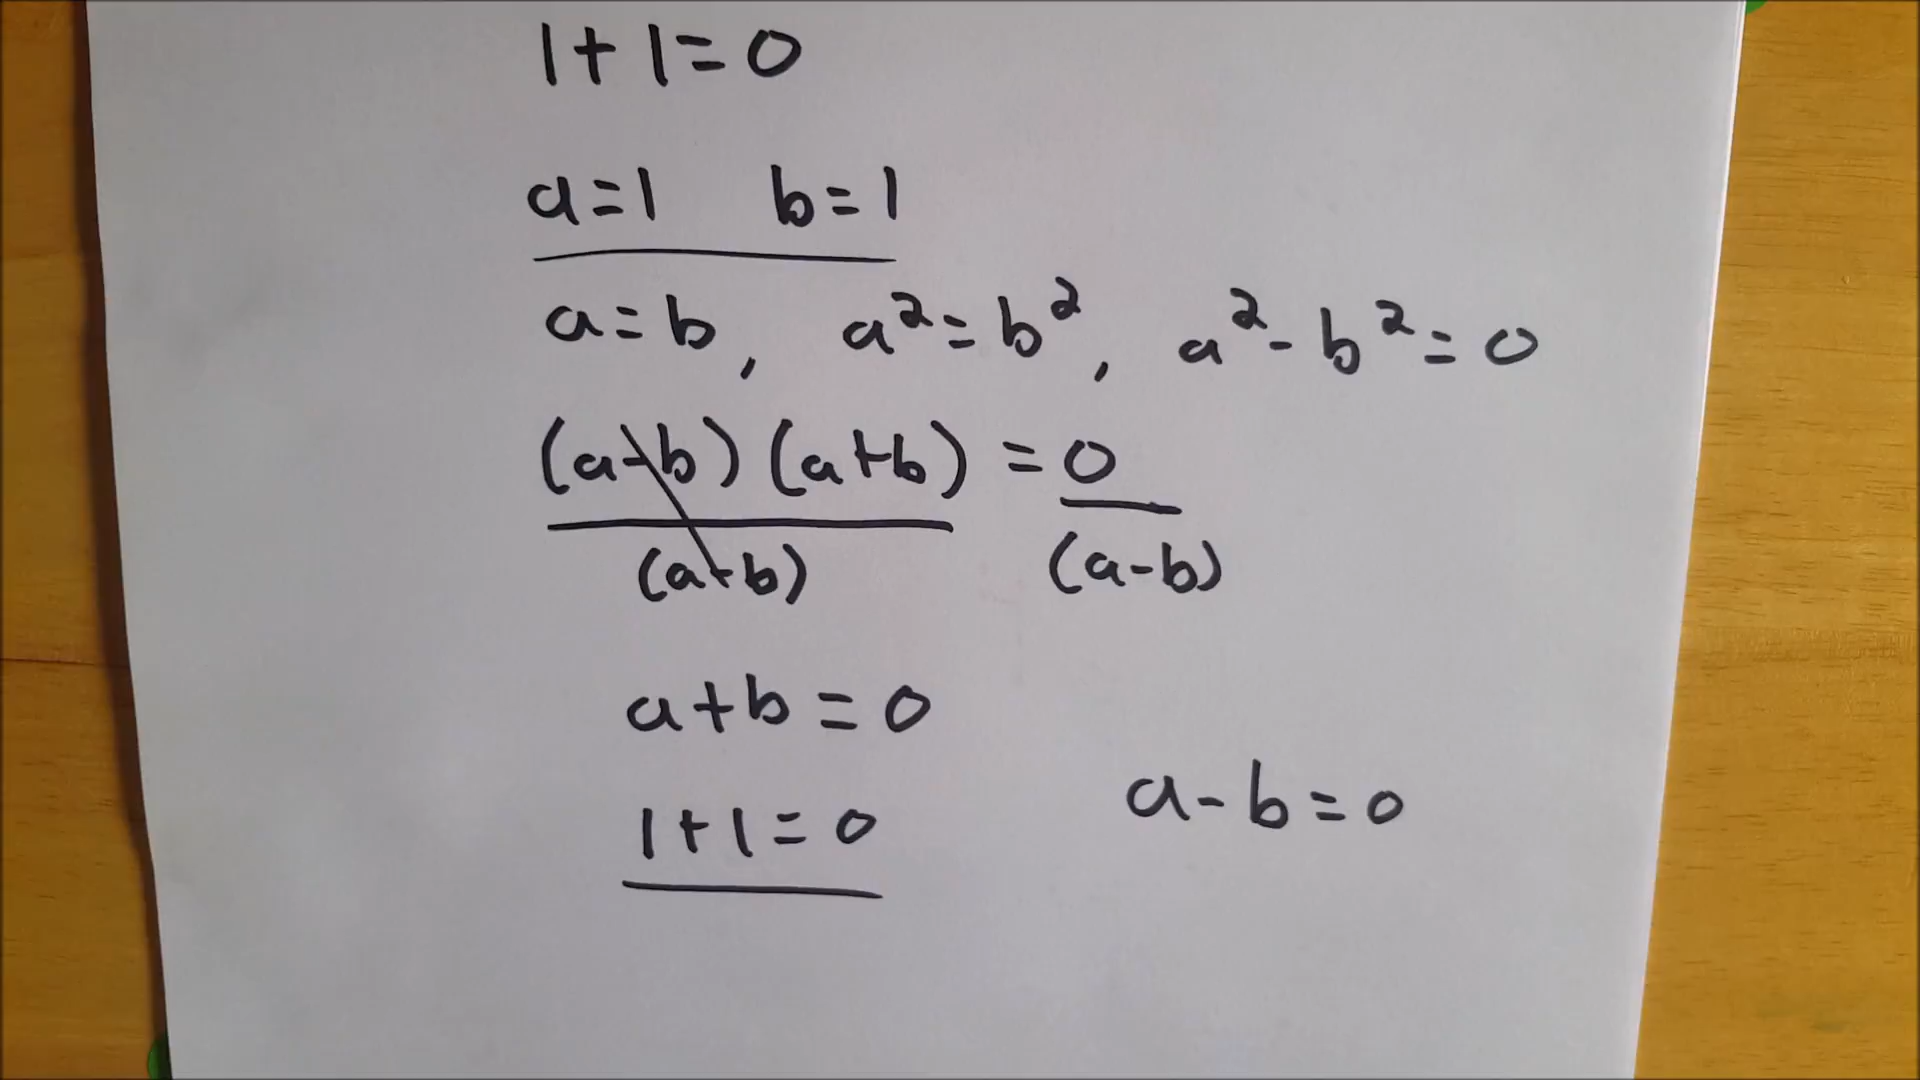 1+1=0
a=1 b=1
a=b, a²=b², a²-b²=0
(a-b)(a+b) = 0
(a-b) (a-b)
a+b=0
a-b=0
1+1=0